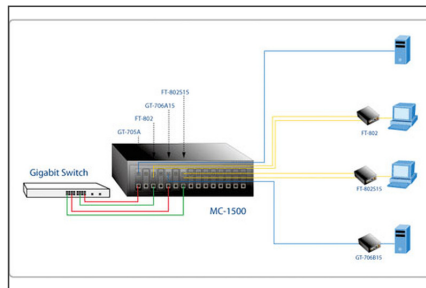 FT-802S15
GT-706A15
FT-802
GT-705A
FT-802
Gigabit Switch
FT-802S15
MC-1500
GT-706B15